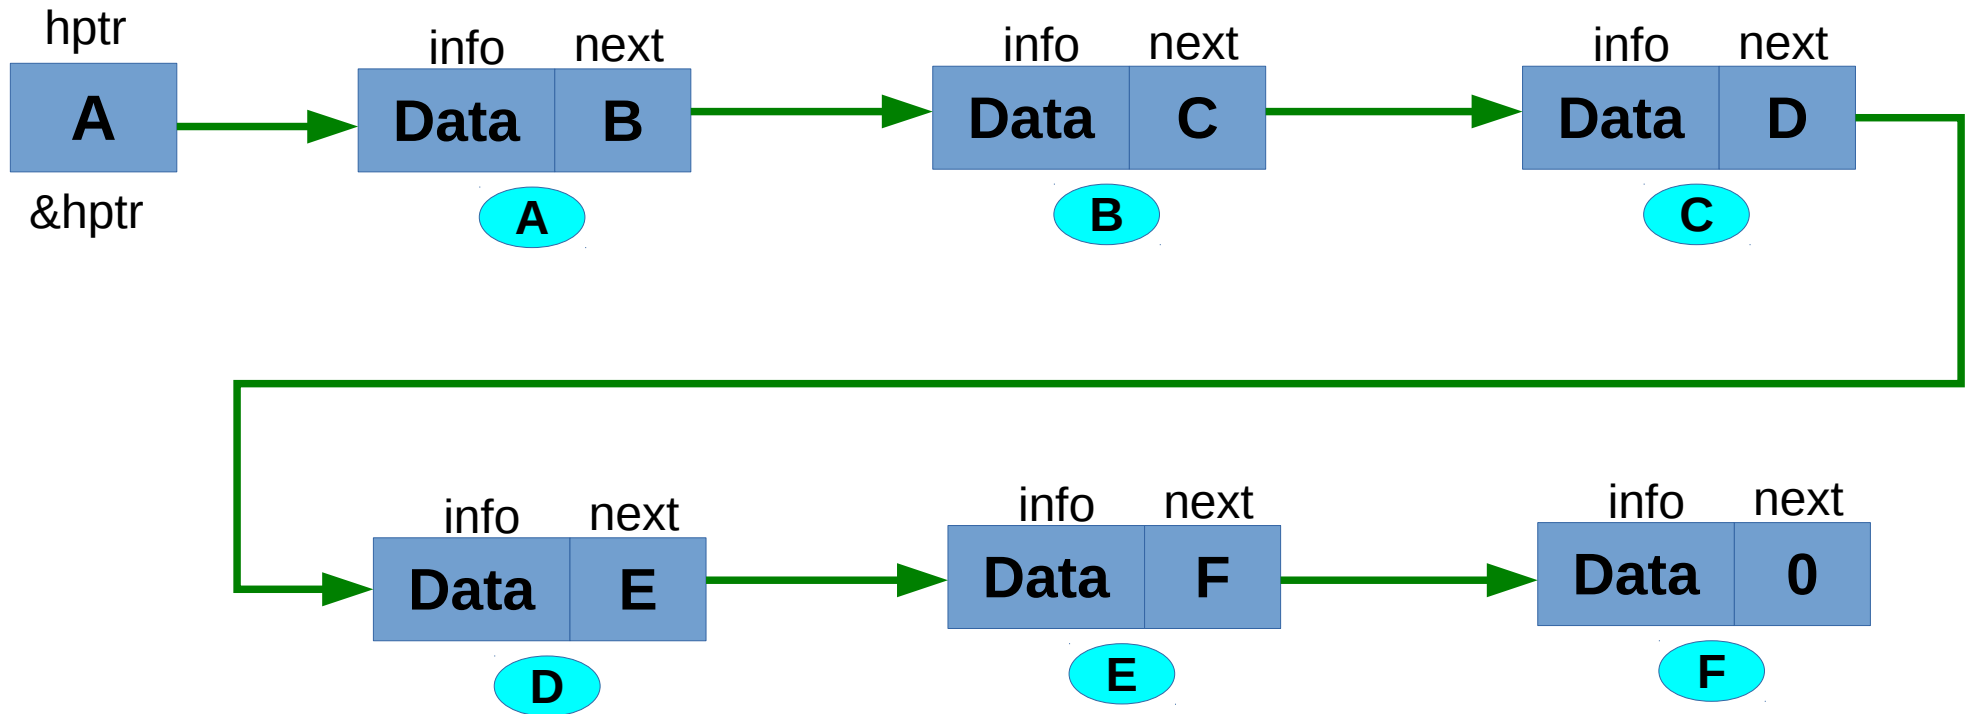 hptr
info next info next info next
A Data B Data C Data D
&hptr A B C
info next info next info next
Data E Data F Data 0
D E F